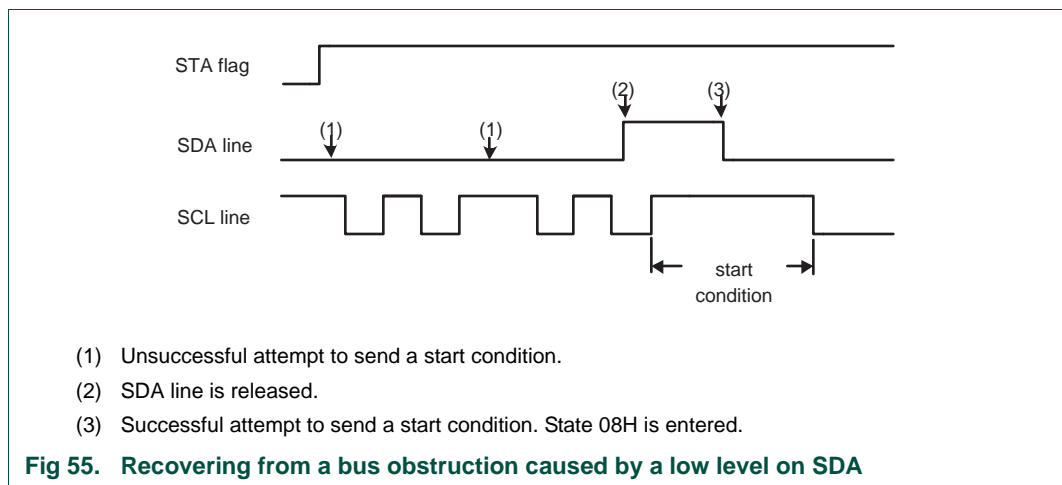 STA flag
(2) (3)
(1) (1)
SDA line
SCL line
start
condition
(1) Unsuccessful attempt to send a start condition.
(2) SDA line is released.
(3) Successful attempt to send a start condition. State 08H is entered.
Fig 55. Recovering from a bus obstruction caused by a low level on SDA